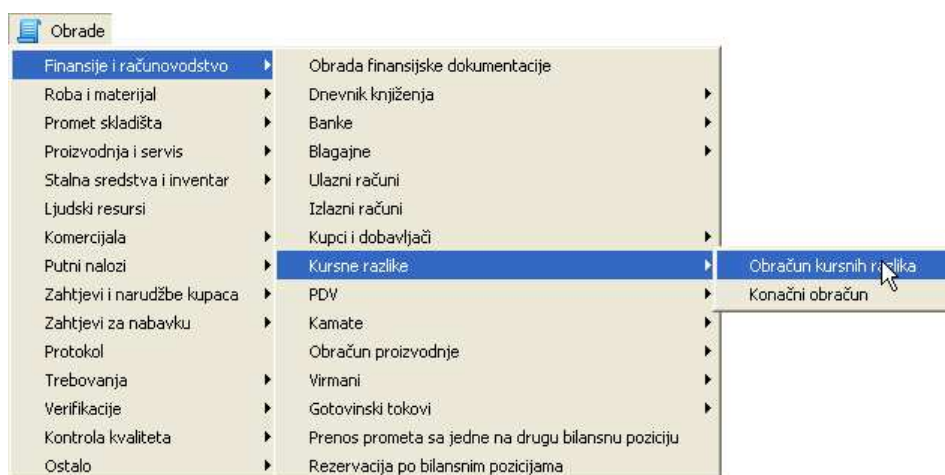 Obrade
Finansije i računovodstvo
Roba i materijal
Promet skladišta
Proizvodnja i servis
Stalna sredstva i inventar
Ljudski resursi
Komercijala
Putni nalozi
Zahtjevi i narudžbe kupaca
Zahtjevi za nabavku
Protokol
Trebovanja
Verifikacije
Kontrola kvaliteta
Ostalo
Obrada finansijske dokumentacije
Dnevnik knjiženja
Banke
Blagajne
Ulazni računi
Izlazni računi
Kupci i dobavljači
Kursne razlike
PDV
Kamate
Obračun proizvodnje
Virmani
Gotovinski tokovi
Prenos prometa sa jedne na drugu bilansnu poziciju
Rezervacija po bilansnim pozicijama
Obračun kursnih razlika
Konačni obračun